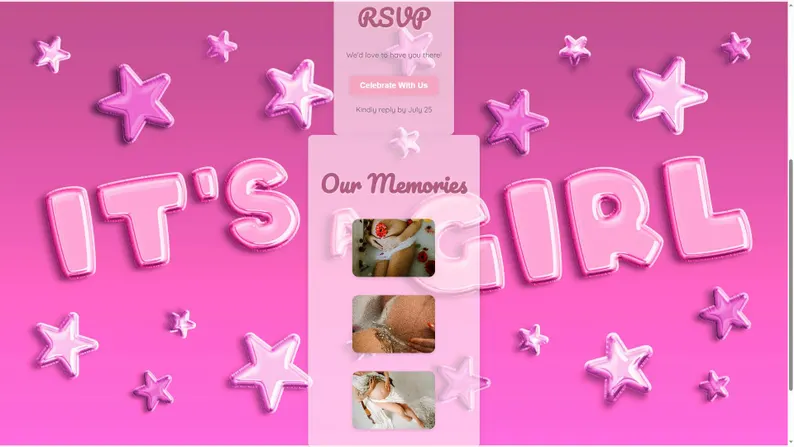 RSVP
We'd love to have you there!
Celebrate With Us
Kindly reply by July 25
Our Memories
IT'S A GIRL